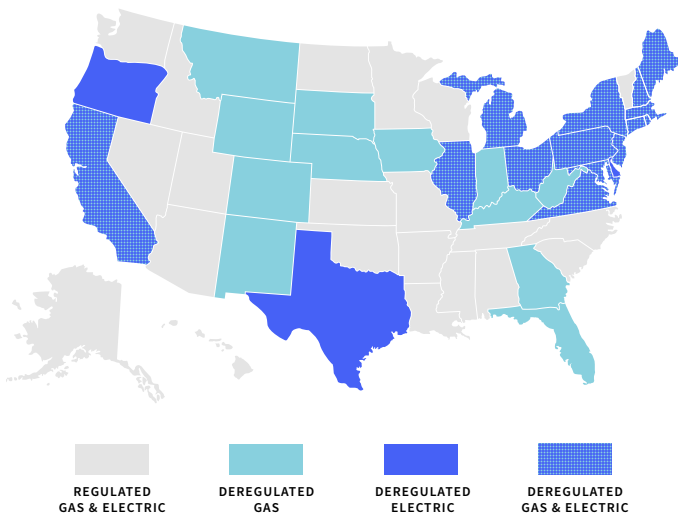 REGULATED
GAS & ELECTRIC
DEREGULATED
GAS
DEREGULATED
ELECTRIC
DEREGULATED
GAS & ELECTRIC